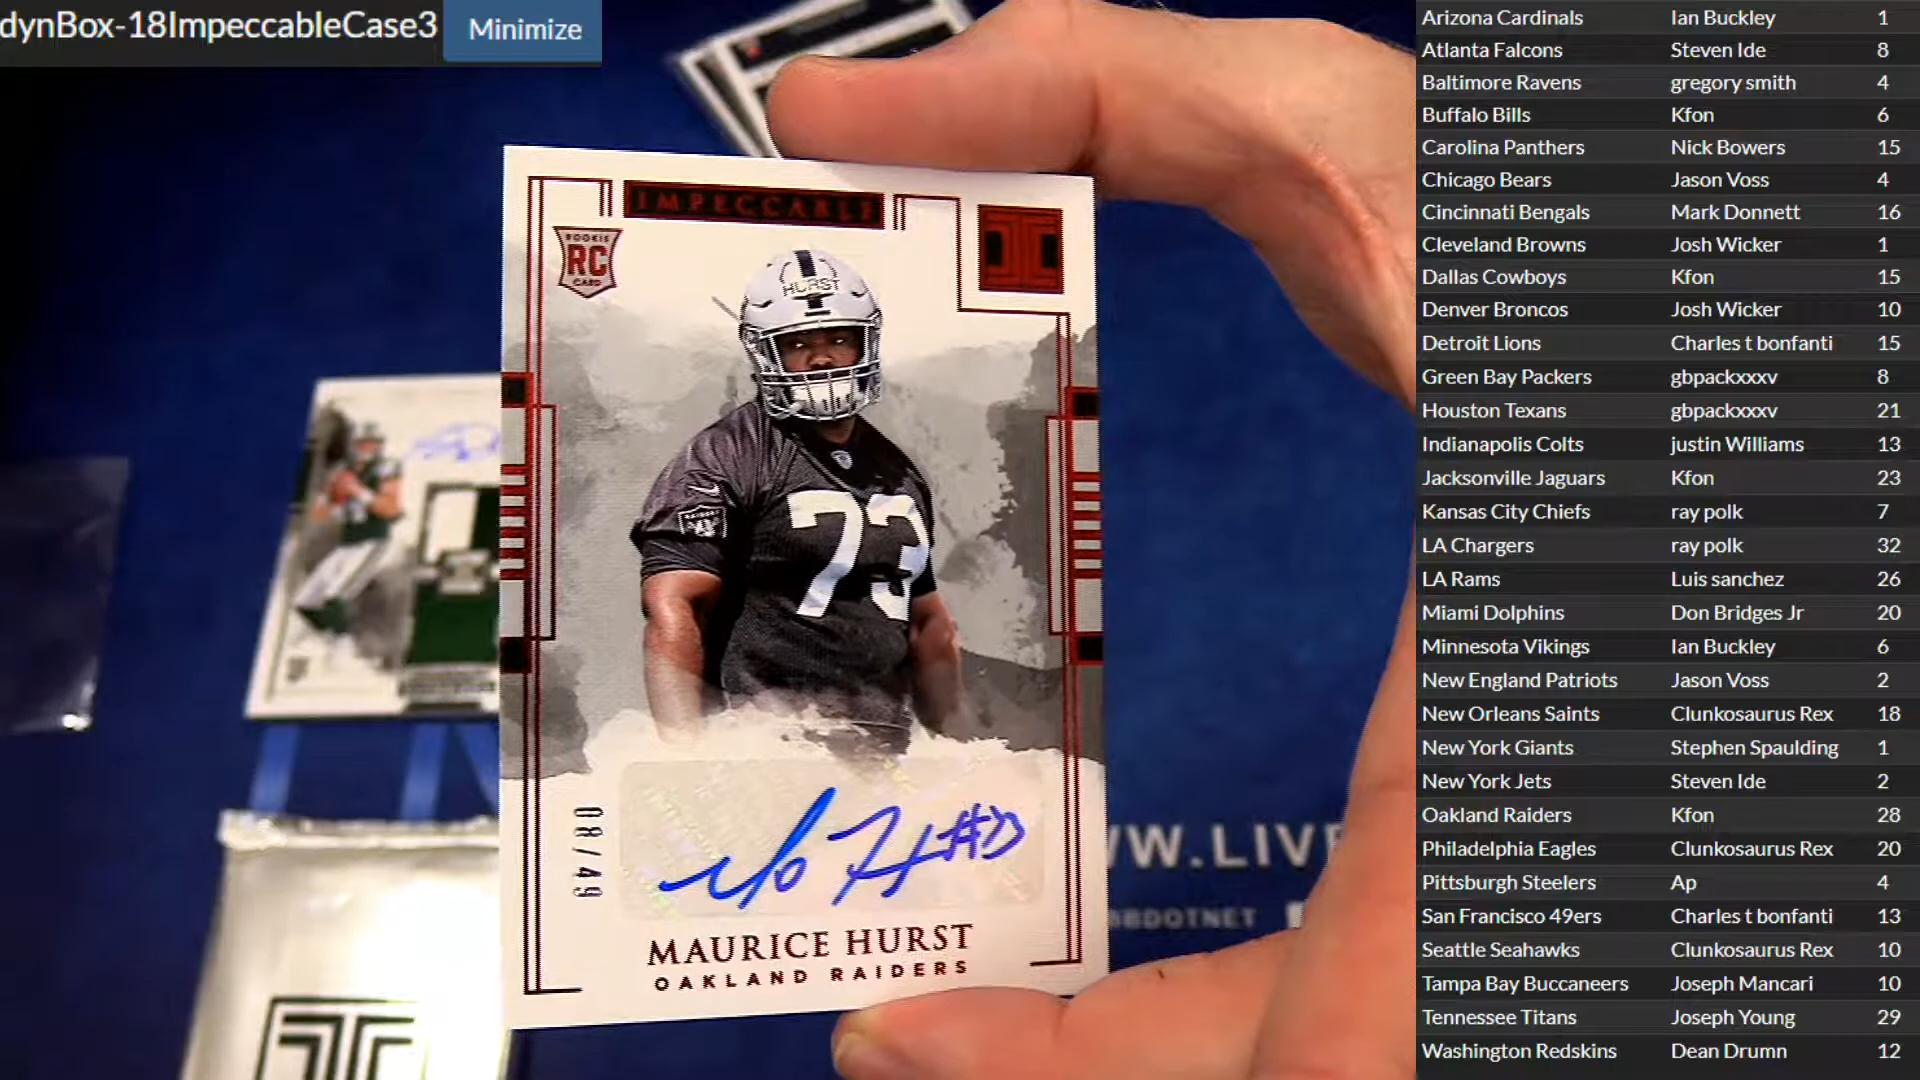 dynBox-18ImpeccableCase3
Minimize
IMPECCABLE
ROOKIE
RC
CARD
HURST
RAIDERS
73
08/49
Mo H #73
MAURICE HURST
OAKLAND RAIDERS
WW.LIV
BBDOTNET
Arizona Cardinals Ian Buckley 1
Atlanta Falcons Steven Ide 8
Baltimore Ravens gregory smith 4
Buffalo Bills Kfon 6
Carolina Panthers Nick Bowers 15
Chicago Bears Jason Voss 4
Cincinnati Bengals Mark Donnett 16
Cleveland Browns Josh Wicker 1
Dallas Cowboys Kfon 15
Denver Broncos Josh Wicker 10
Detroit Lions Charles t bonfanti 15
Green Bay Packers gbpackxxxv 8
Houston Texans gbpackxxxv 21
Indianapolis Colts justin Williams 13
Jacksonville Jaguars Kfon 23
Kansas City Chiefs ray polk 7
LA Chargers ray polk 32
LA Rams Luis sanchez 26
Miami Dolphins Don Bridges Jr 20
Minnesota Vikings Ian Buckley 6
New England Patriots Jason Voss 2
New Orleans Saints Clunkosaurus Rex 18
New York Giants Stephen Spaulding 1
New York Jets Steven Ide 2
Oakland Raiders Kfon 28
Philadelphia Eagles Clunkosaurus Rex 20
Pittsburgh Steelers Ap 4
San Francisco 49ers Charles t bonfanti 13
Seattle Seahawks Clunkosaurus Rex 10
Tampa Bay Buccaneers Joseph Mancari 10
Tennessee Titans Joseph Young 29
Washington Redskins Dean Drumn 12